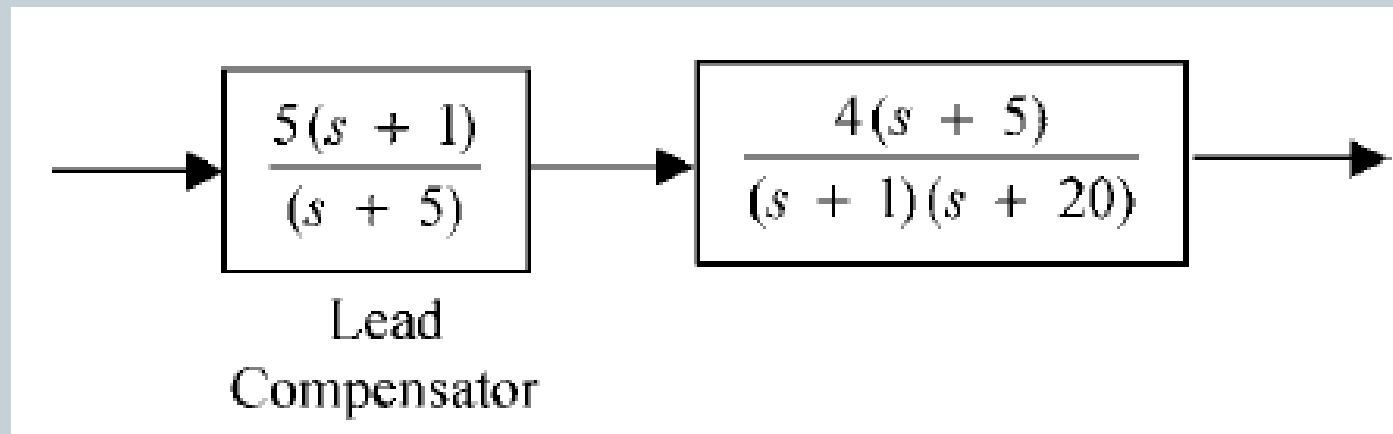 5(s + 1)
(s + 5)
4(s + 5)
(s + 1)(s + 20)
Lead
Compensator